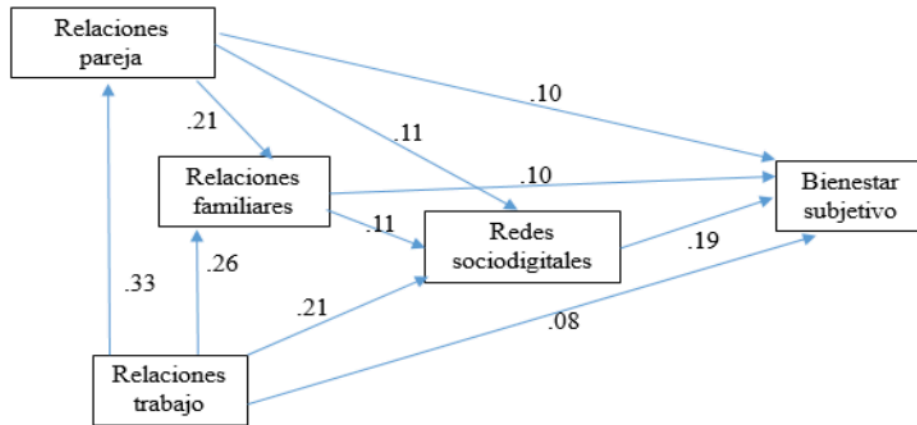 Relaciones
pareja
.10
.21
.11
Relaciones
familiares
.10
Bienestar
subjetivo
.11
Redes
sociodigitales
.19
.26
.33
.21
.08
Relaciones
trabajo